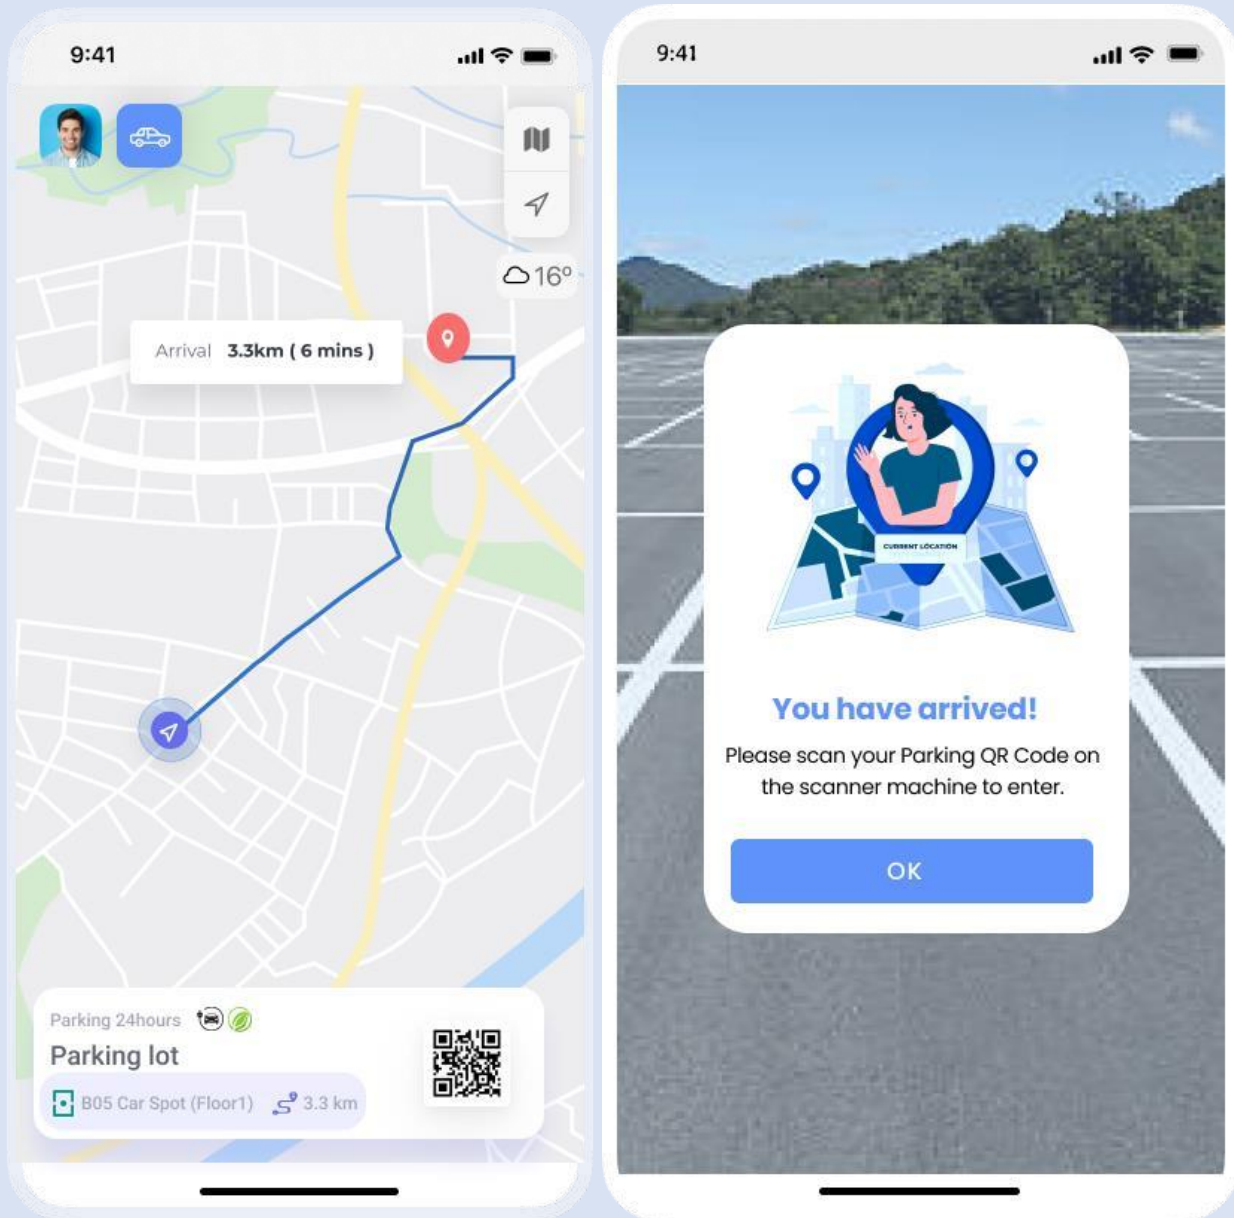 9:41
16°
Arrival 3.3km ( 6 mins )
Parking 24hours
Parking lot
B05 Car Spot (Floor1) 3.3 km
9:41
CURRENT LOCATION
You have arrived!
Please scan your Parking QR Code on
the scanner machine to enter.
OK